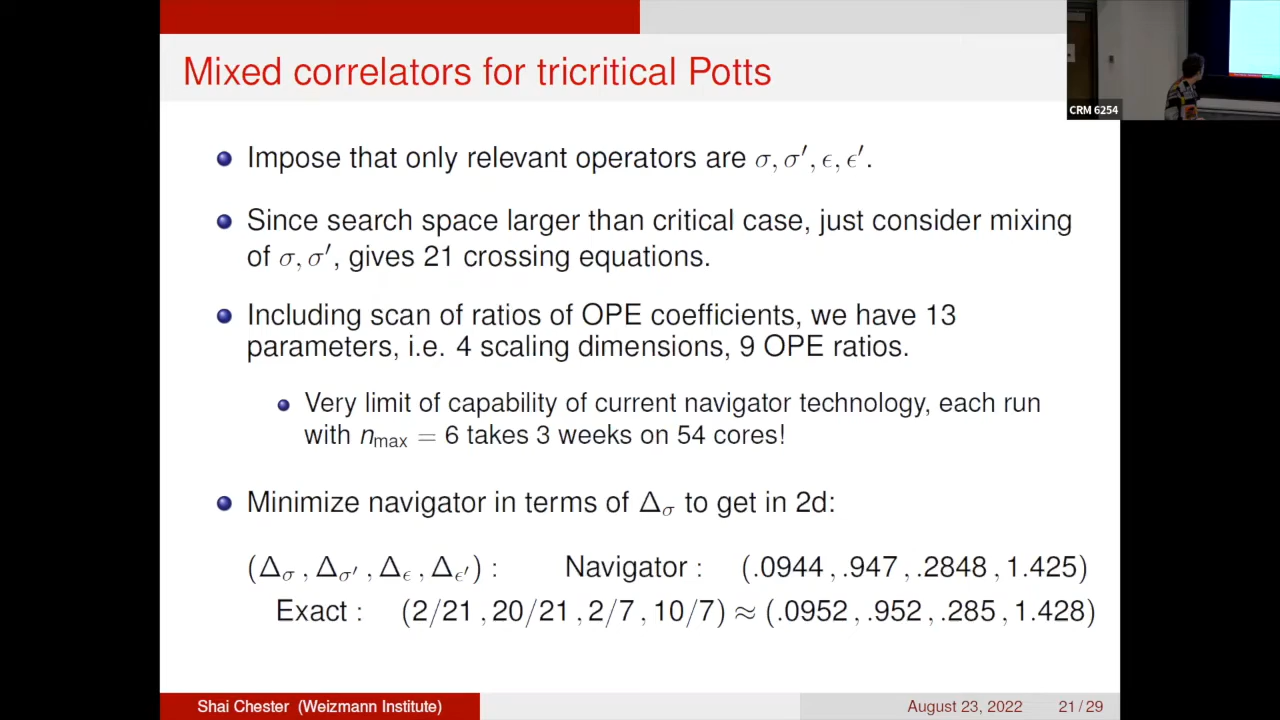 Mixed correlators for tricritical Potts
CRM 6254
Impose that only relevant operators are σ, σ′, ϵ, ϵ′.
Since search space larger than critical case, just consider mixing
of σ, σ′, gives 21 crossing equations.
Including scan of ratios of OPE coefficients, we have 13
parameters, i.e. 4 scaling dimensions, 9 OPE ratios.
Very limit of capability of current navigator technology, each run
with nmax = 6 takes 3 weeks on 54 cores!
Minimize navigator in terms of Δσ to get in 2d:
(Δσ , Δσ′ , Δϵ , Δϵ′) : Navigator : (.0944 , .947 , .2848 , 1.425)
Exact : (2/21 , 20/21 , 2/7 , 10/7) ≈ (.0952 , .952 , .285 , 1.428)
Shai Chester (Weizmann Institute) August 23, 2022 21 / 29